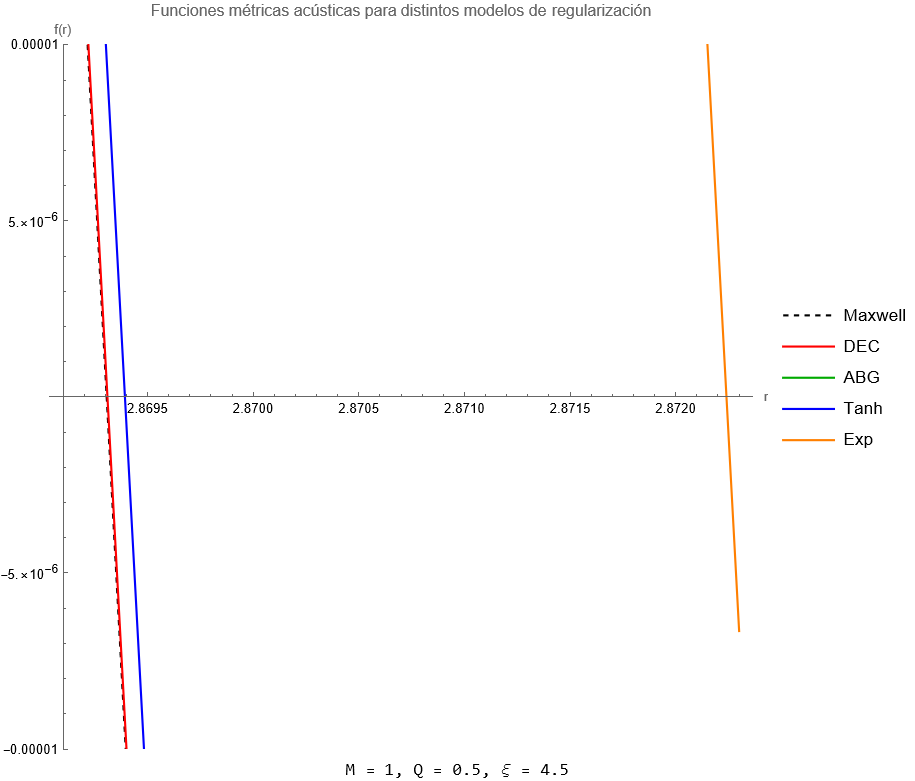 Funciones métricas acústicas para distintos modelos de regularización
f(r)
0.00001
5.×10⁻⁶
2.8695 2.8700 2.8705 2.8710 2.8715 2.8720 r
−5.×10⁻⁶
−0.00001
Maxwell
DEC
ABG
Tanh
Exp
M = 1, Q = 0.5, ξ = 4.5